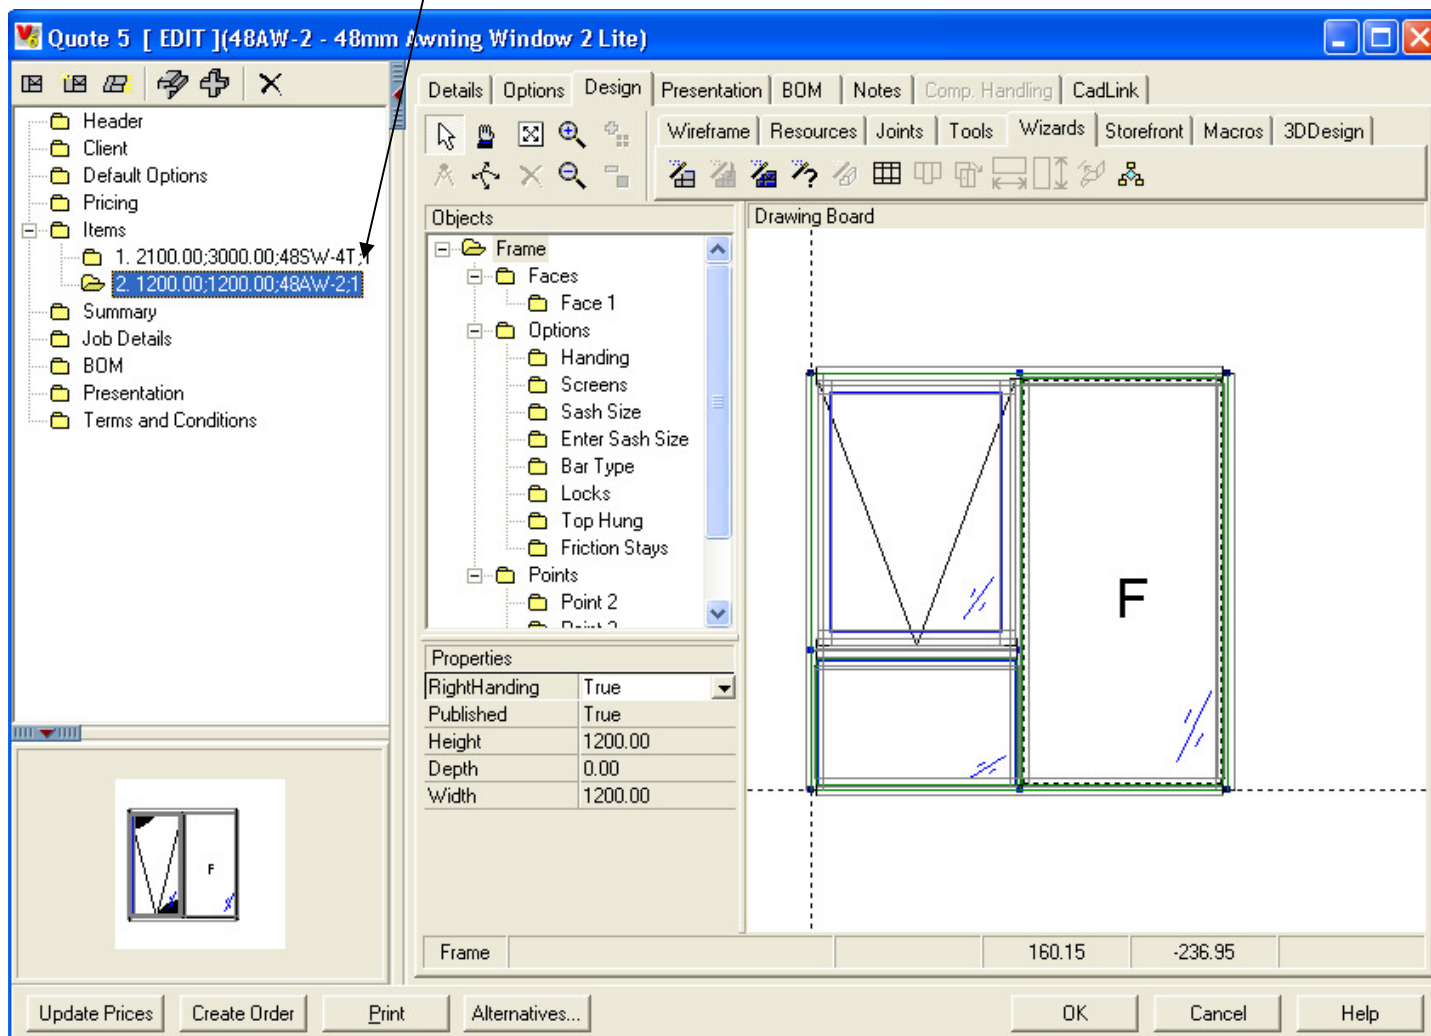 Quote 5 [ EDIT ](48AW-2 - 48mm Awning Window 2 Lite)
Details Options Design Presentation BOM Notes Comp. Handling CadLink
Wireframe Resources Joints Tools Wizards Storefront Macros 3DDesign
Header
Client
Default Options
Pricing
Items
1. 2100.00;3000.00;48SW-4T;1
2. 1200.00;1200.00;48AW-2;1
Summary
Job Details
BOM
Presentation
Terms and Conditions
Objects
Frame
Faces
Face 1
Options
Handing
Screens
Sash Size
Enter Sash Size
Bar Type
Locks
Top Hung
Friction Stays
Points
Point 2
Properties
RightHanding True
Published True
Height 1200.00
Depth 0.00
Width 1200.00
Drawing Board
F
F
Frame 160.15 -236.95
Update Prices Create Order Print Alternatives... OK Cancel Help